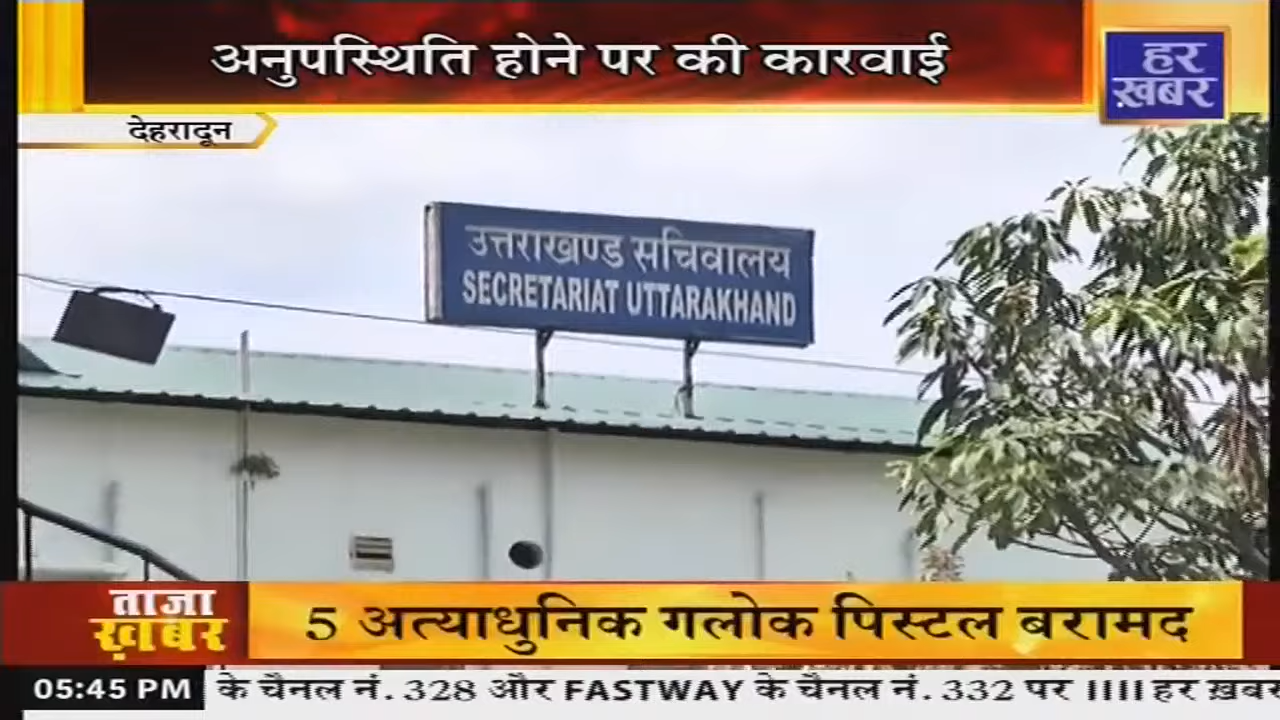 अनुपस्थिति होने पर की कारवाई
हर
ख़बर
देहरादून
उत्तराखण्ड सचिवालय
SECRETARIAT UTTARAKHAND
ताज़ा
ख़बर
5 अत्याधुनिक गलोक पिस्टल बरामद
05:45 PM के चैनल नं. 328 और FASTWAY के चैनल नं. 332 पर IIII हर ख़बर